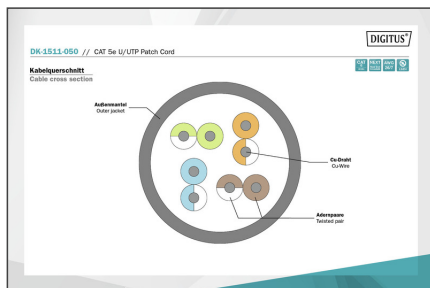 DIGITUS®
DK-1511-050 // CAT 5e U/UTP Patch Cord
Kabelquerschnitt
Cable cross section
Außenmantel
Outer jacket
Cu-Draht
Cu-Wire
Adernpaare
Twisted pair